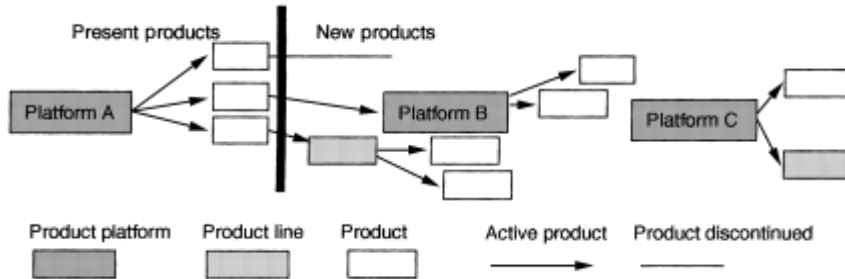 Present products
New products
Platform A
Platform B
Platform C
Product platform
Product line
Product
Active product
Product discontinued